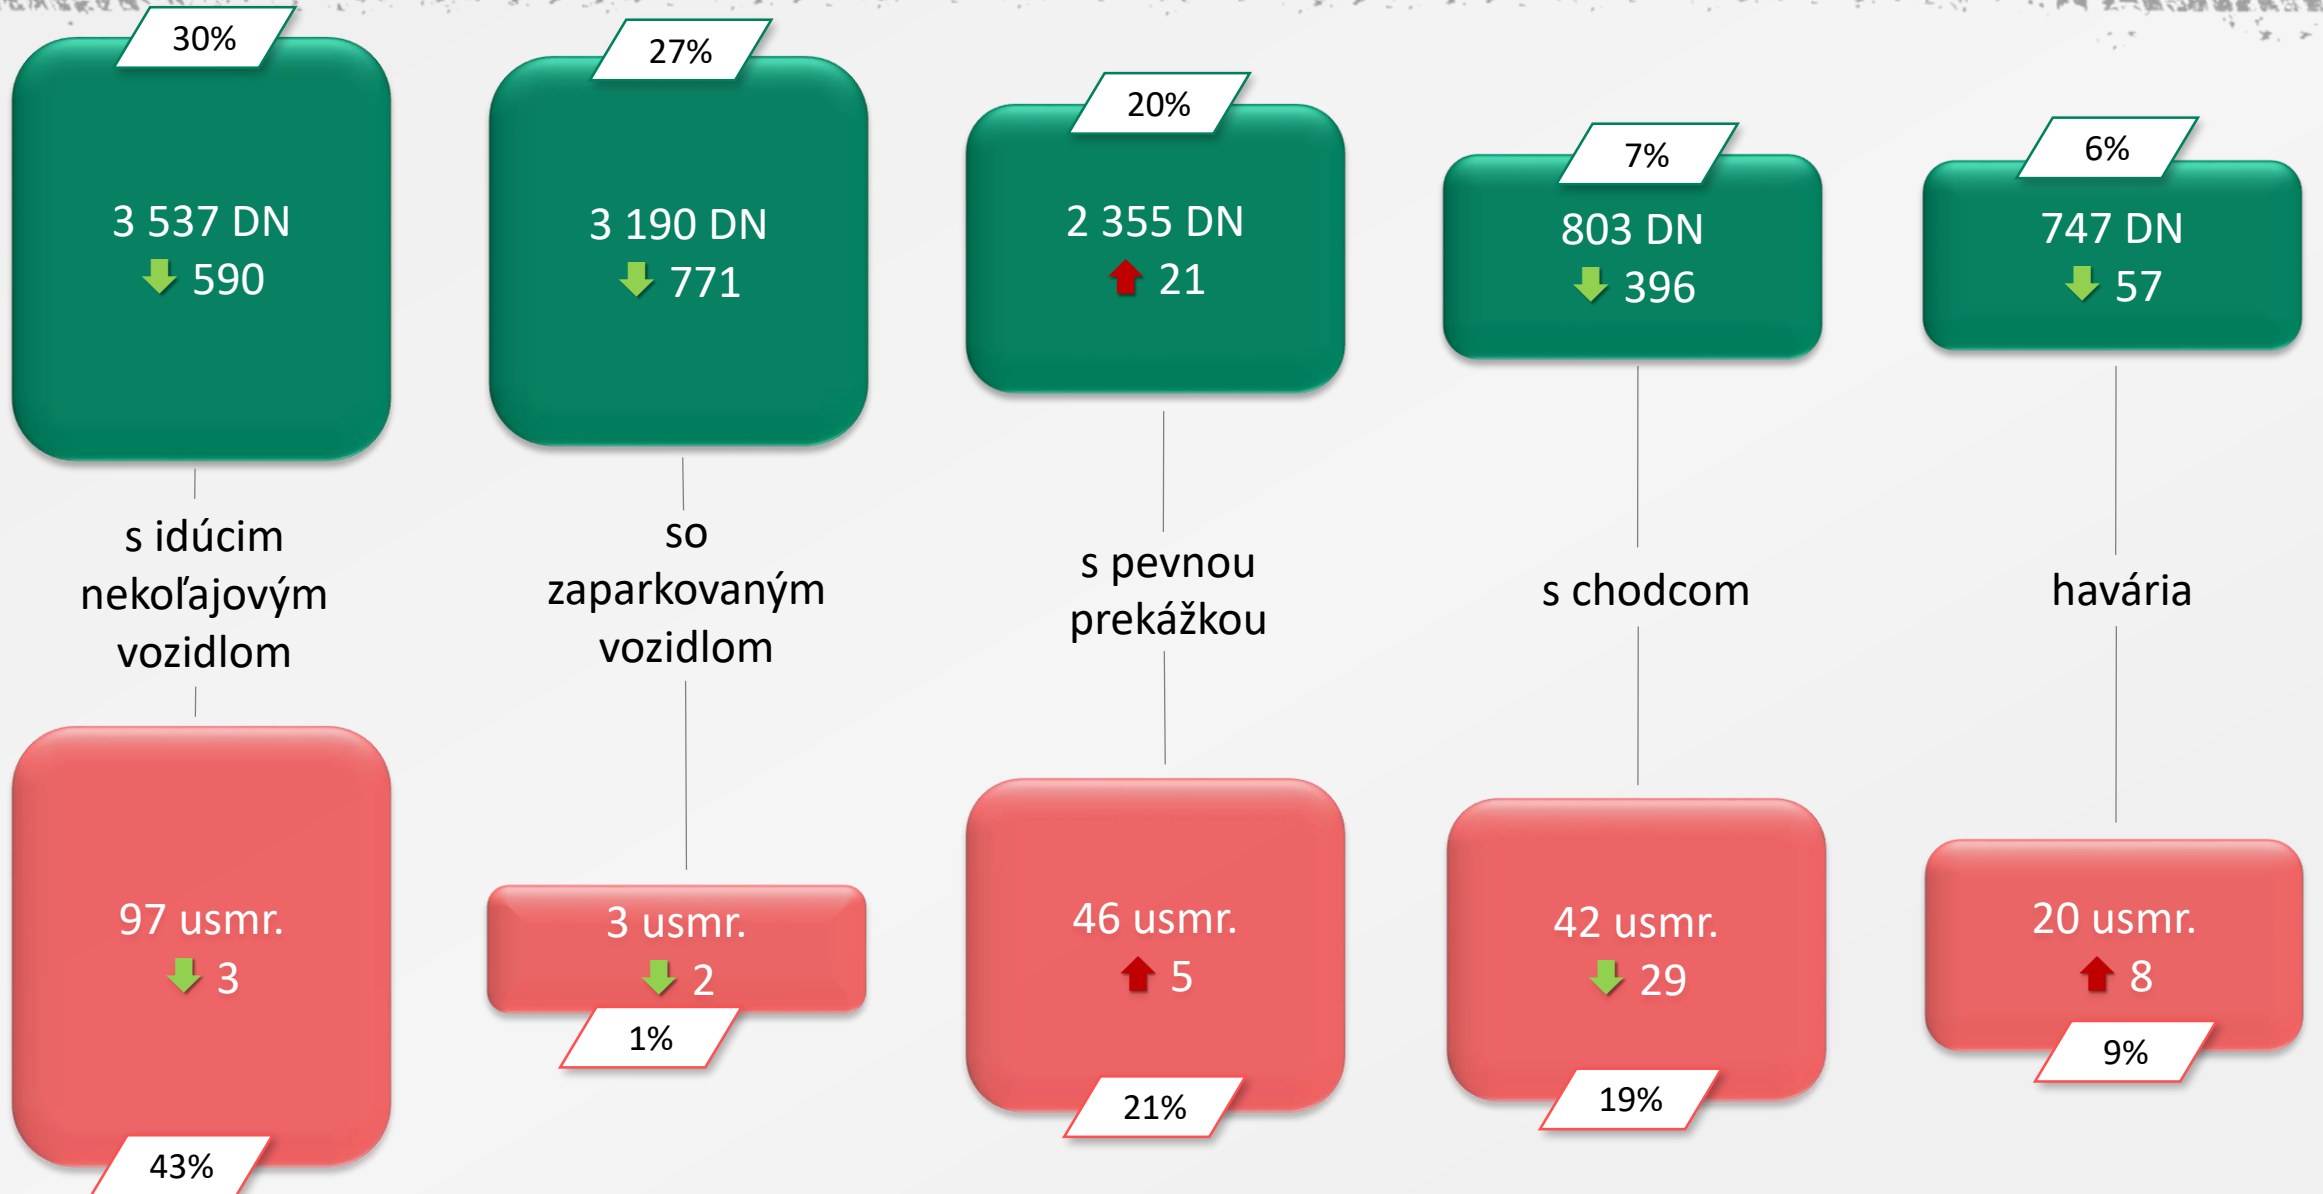 30%
3 537 DN
590
s idúcim
nekoľajovým
vozidlom
97 usmr.
3
43%
27%
3 190 DN
771
so
zaparkovaným
vozidlom
3 usmr.
2
1%
20%
2 355 DN
21
s pevnou
prekážkou
46 usmr.
5
21%
7%
803 DN
396
s chodcom
42 usmr.
29
19%
6%
747 DN
57
havária
20 usmr.
8
9%